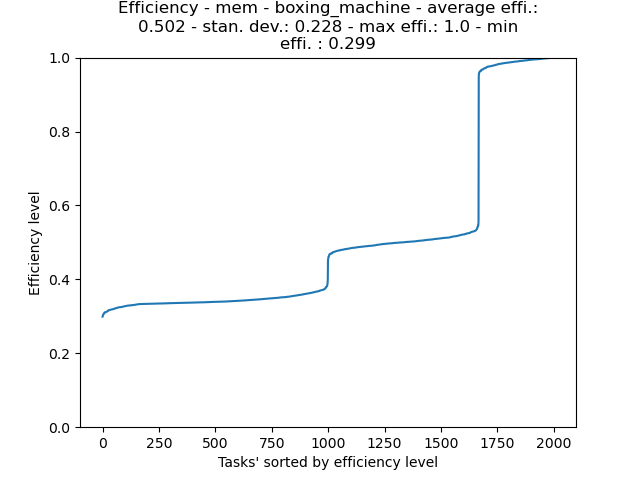 Efficiency - mem - boxing_machine - average effi.:
0.502 - stan. dev.: 0.228 - max effi.: 1.0 - min
effi. : 0.299
1.0
0.8
0.6
0.4
0.2
0.0
Efficiency level
0 250 500 750 1000 1250 1500 1750 2000
Tasks' sorted by efficiency level